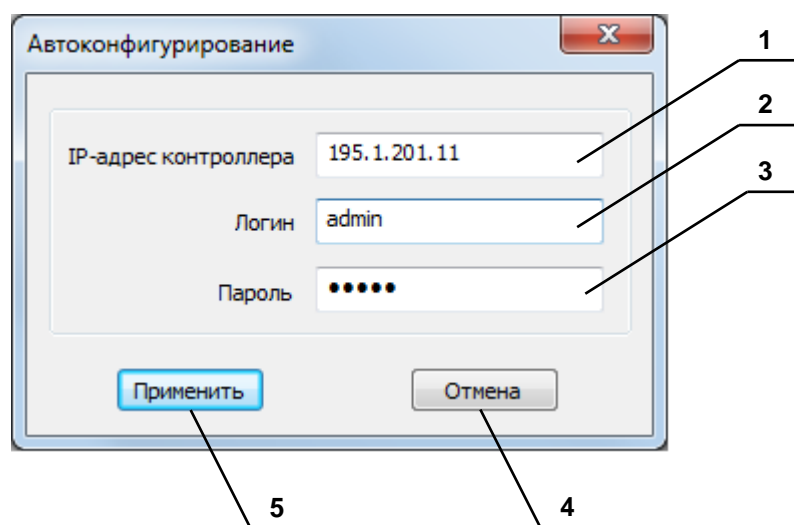 Автоконфигурирование
1
IP-адрес контроллера 195.1.201.11
2
Логин admin
3
Пароль •••••
Применить Отмена
5 4